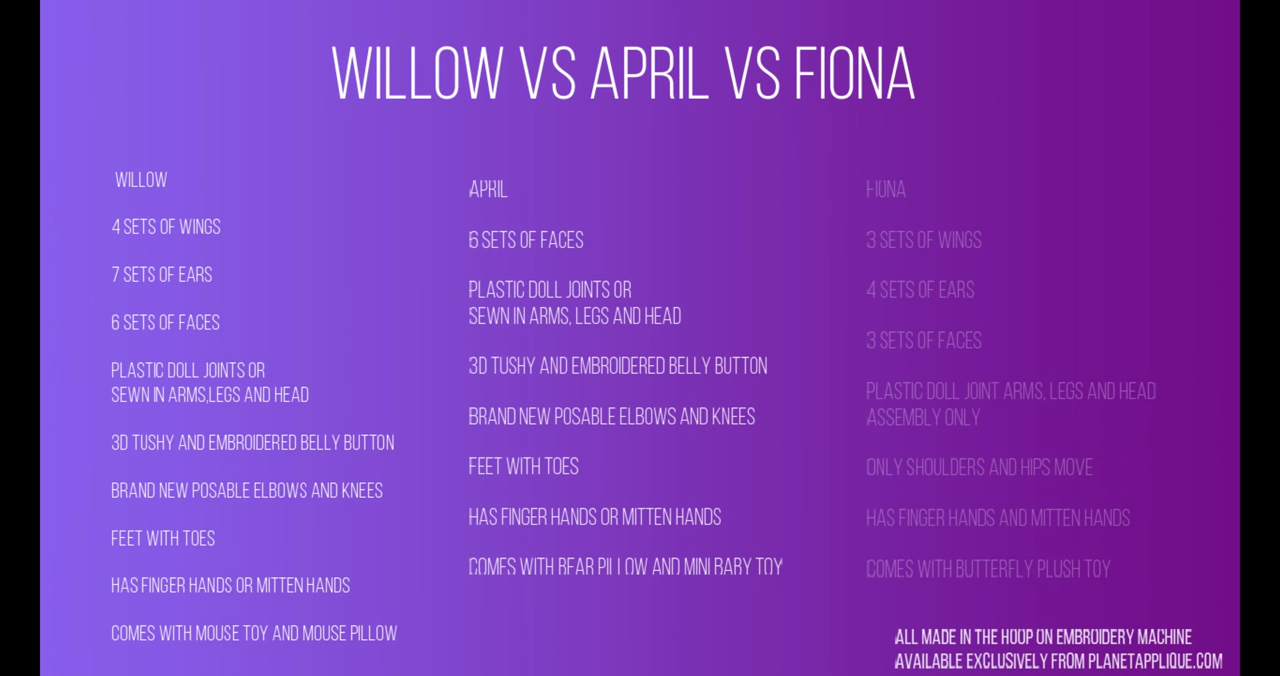 WILLOW VS APRIL VS FIONA
WILLOW
4 SETS OF WINGS
7 SETS OF EARS
6 SETS OF FACES
PLASTIC DOLL JOINTS OR
SEWN IN ARMS,LEGS AND HEAD
3D TUSHY AND EMBROIDERED BELLY BUTTON
BRAND NEW POSABLE ELBOWS AND KNEES
FEET WITH TOES
HAS FINGER HANDS OR MITTEN HANDS
COMES WITH MOUSE TOY AND MOUSE PILLOW
APRIL
6 SETS OF FACES
PLASTIC DOLL JOINTS OR
SEWN IN ARMS, LEGS AND HEAD
3D TUSHY AND EMBROIDERED BELLY BUTTON
BRAND NEW POSABLE ELBOWS AND KNEES
FEET WITH TOES
HAS FINGER HANDS OR MITTEN HANDS
COMES WITH BEAR PILLOW AND MINI BABY TOY
FIONA
3 SETS OF WINGS
4 SETS OF EARS
3 SETS OF FACES
PLASTIC DOLL JOINT ARMS, LEGS AND HEAD
ASSEMBLY ONLY
ONLY SHOULDERS AND HIPS MOVE
HAS FINGER HANDS AND MITTEN HANDS
COMES WITH BUTTERFLY PLUSH TOY
ALL MADE IN THE HOOP ON EMBROIDERY MACHINE
AVAILABLE EXCLUSIVELY FROM PLANETAPPLIQUE.COM